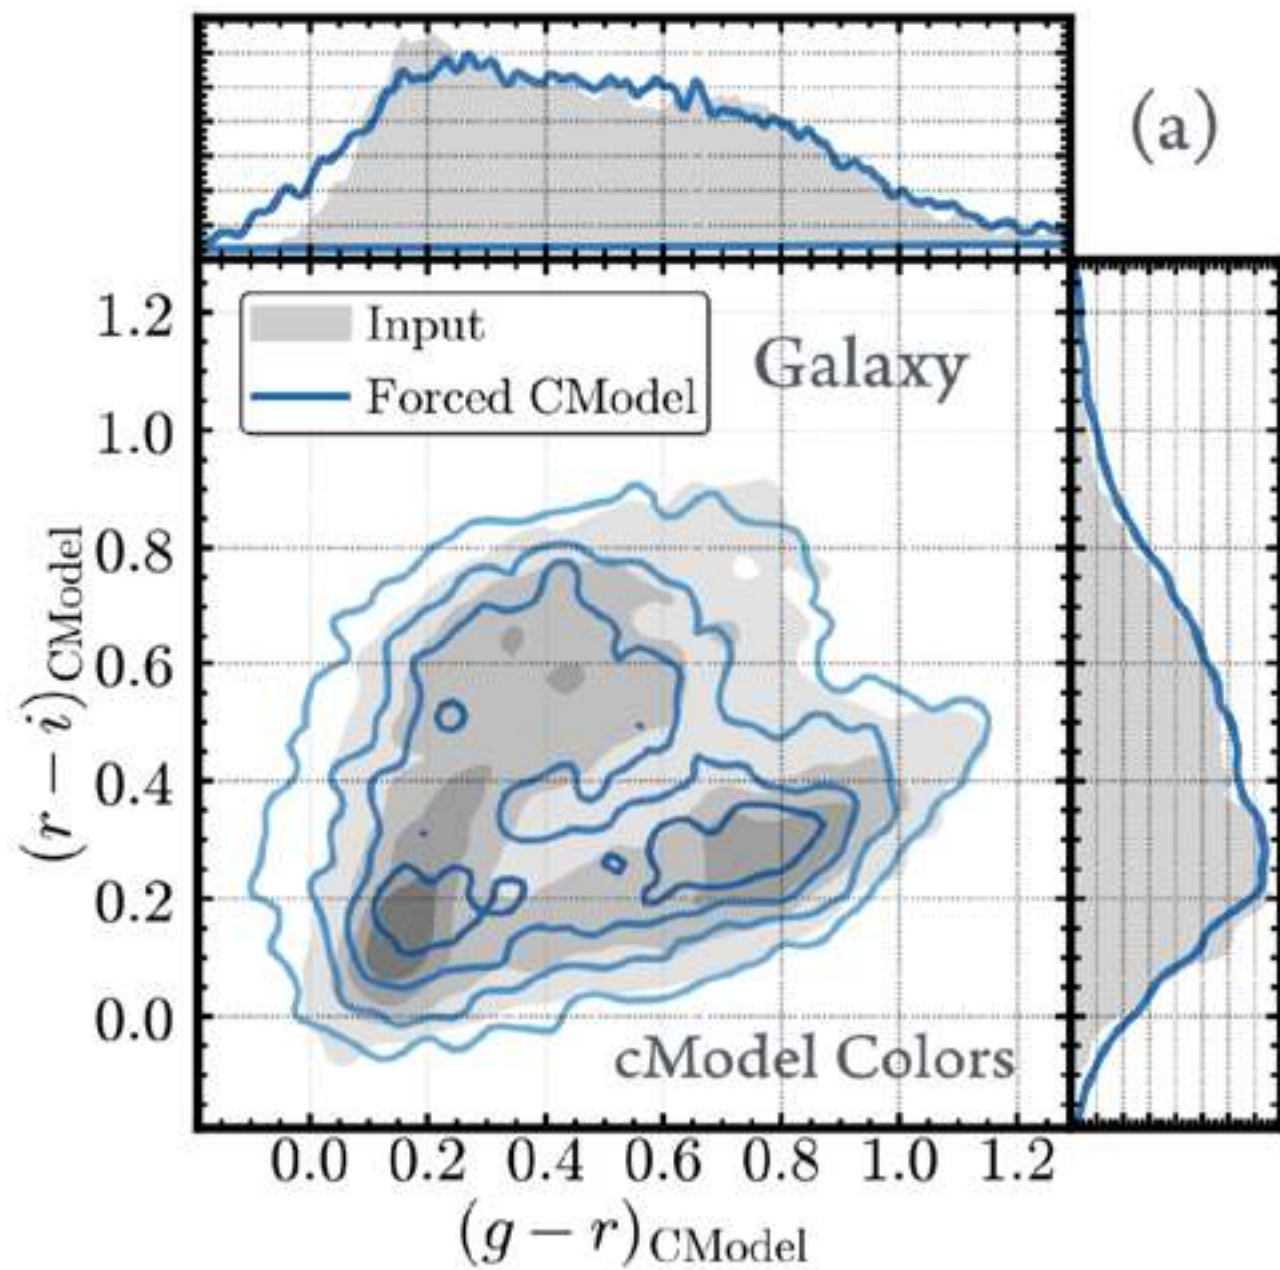 (a)
Input
Forced CModel
Galaxy
cModel Colors
1.2
1.0
0.8
0.6
0.4
0.2
0.0
(r − i)CModel
0.0 0.2 0.4 0.6 0.8 1.0 1.2
(g − r)CModel